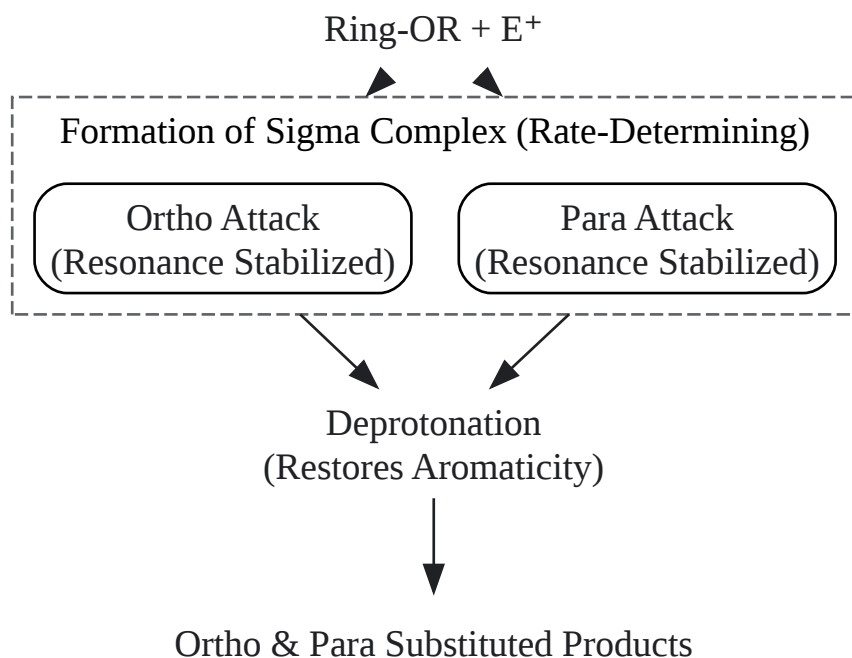 Ring-OR + E⁺
Formation of Sigma Complex (Rate-Determining)
Ortho Attack
(Resonance Stabilized)
Para Attack
(Resonance Stabilized)
Deprotonation
(Restores Aromaticity)
Ortho & Para Substituted Products